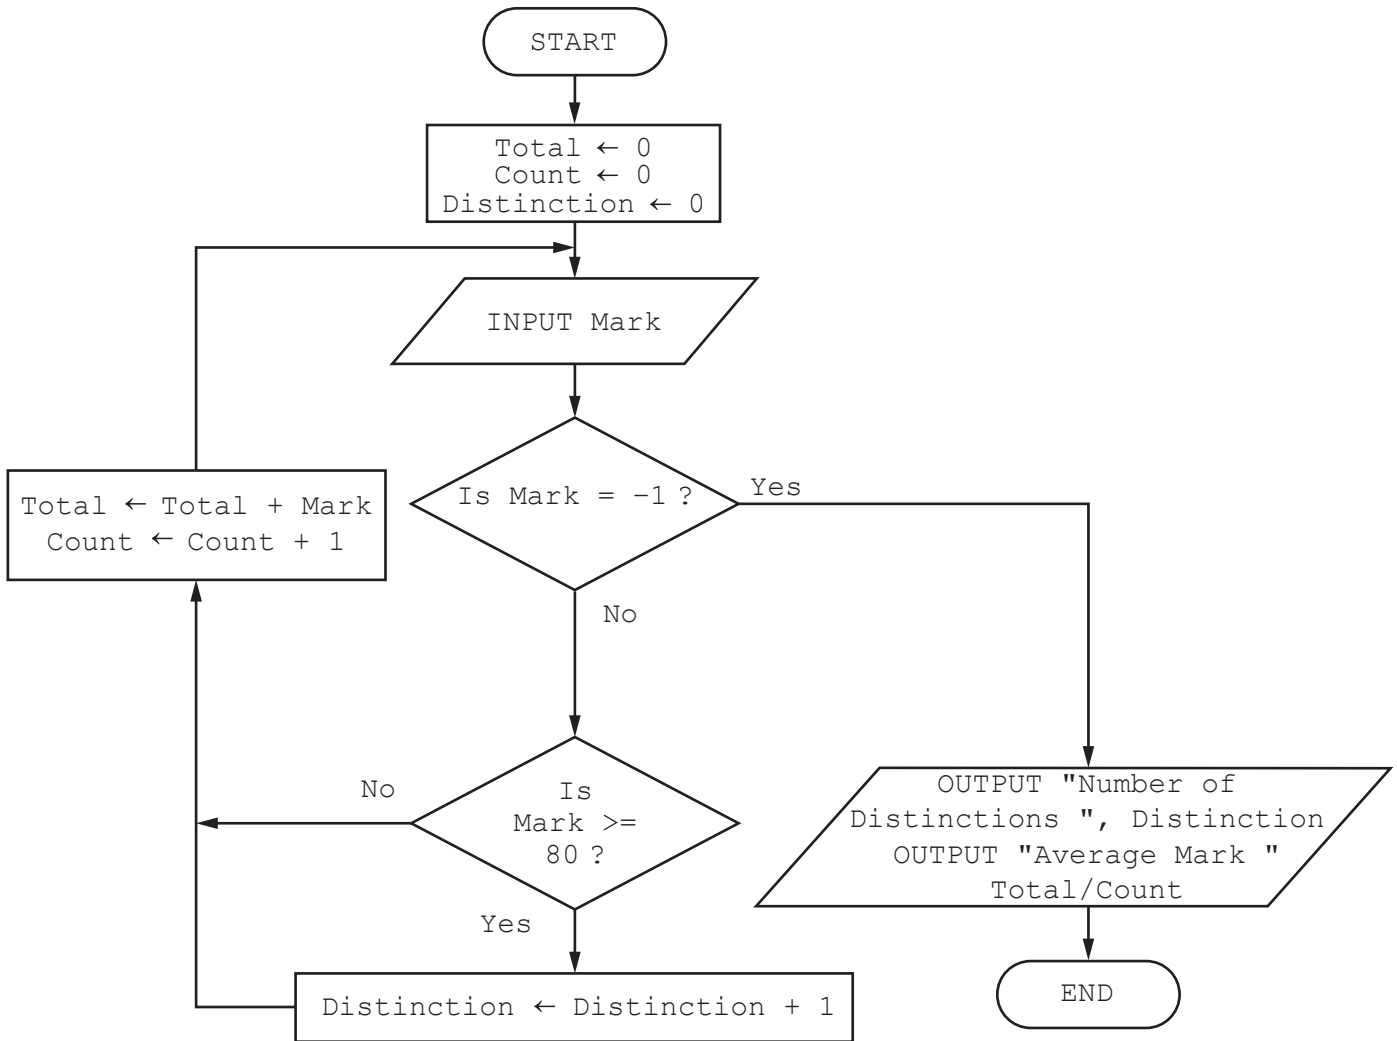 START
Total ← 0
Count ← 0
Distinction ← 0
INPUT Mark
Is Mark = –1 ?
Yes
No
Total ← Total + Mark
Count ← Count + 1
Is
Mark >=
80 ?
No
Yes
Distinction ← Distinction + 1
OUTPUT "Number of
Distinctions ", Distinction
OUTPUT "Average Mark "
Total/Count
END